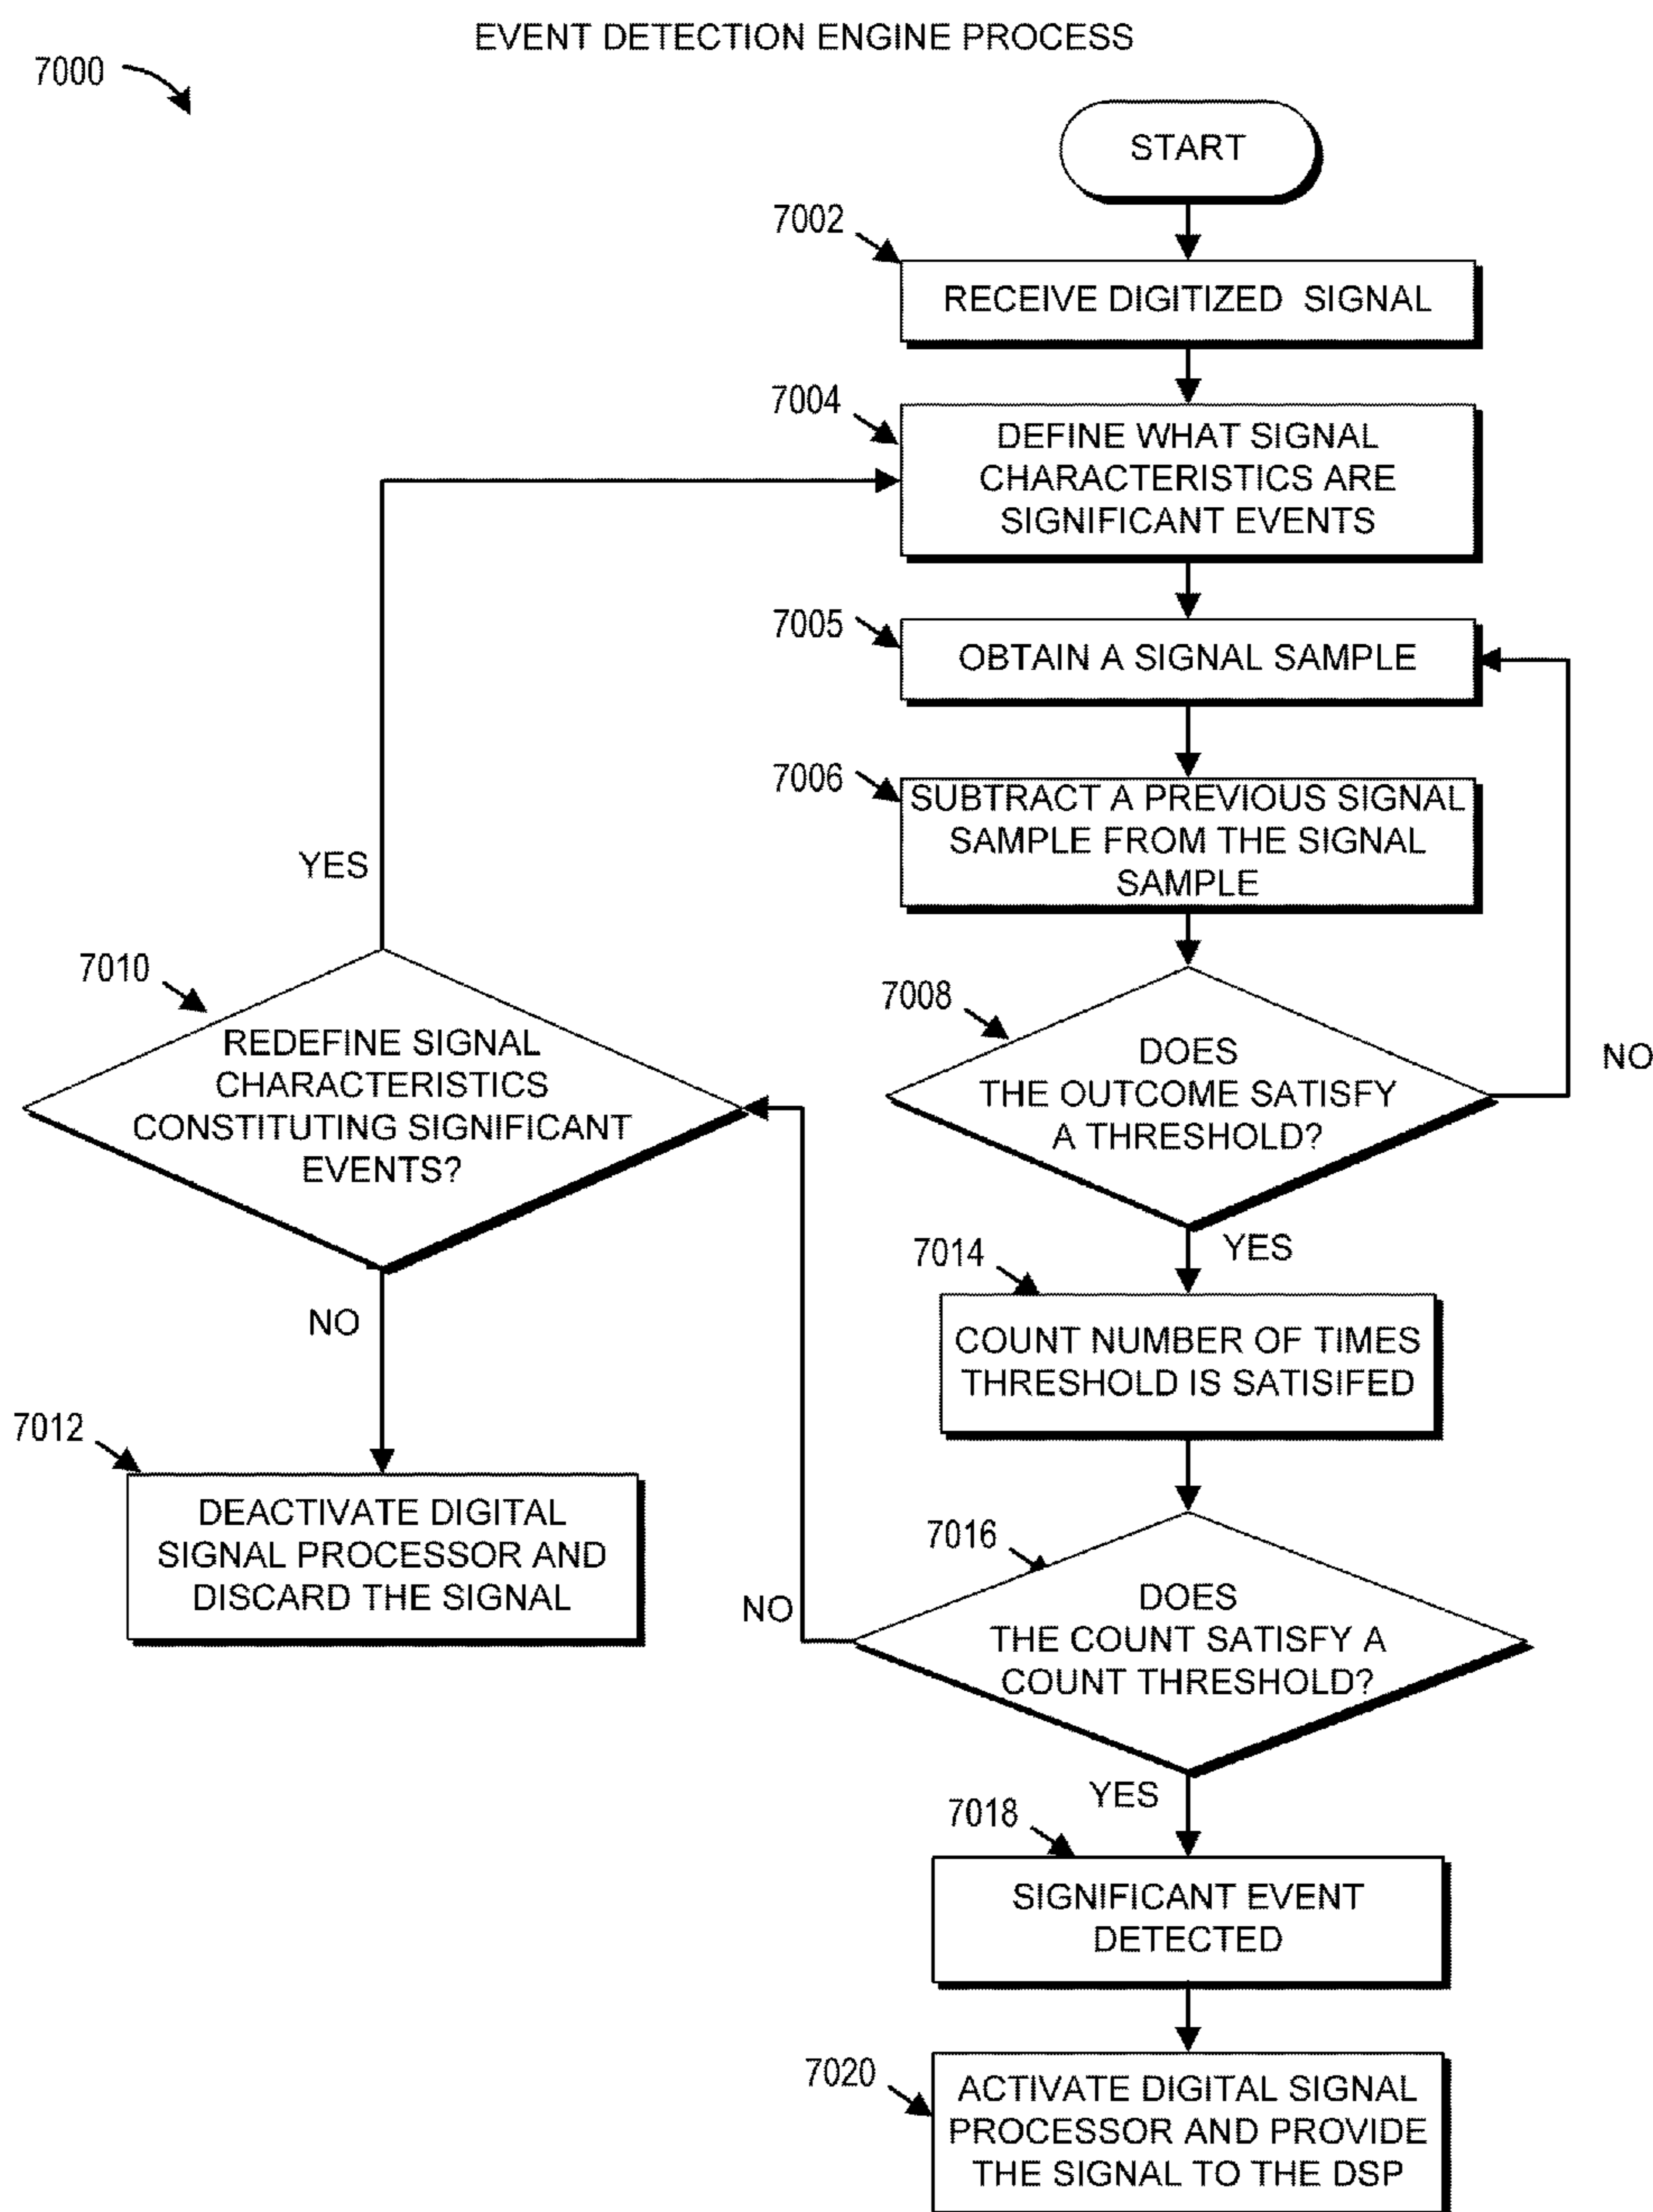 EVENT DETECTION ENGINE PROCESS
7000
START
7002
RECEIVE DIGITIZED SIGNAL
7004
DEFINE WHAT SIGNAL
CHARACTERISTICS ARE
SIGNIFICANT EVENTS
7005
OBTAIN A SIGNAL SAMPLE
7006
SUBTRACT A PREVIOUS SIGNAL
SAMPLE FROM THE SIGNAL
SAMPLE
YES
7010
REDEFINE SIGNAL
CHARACTERISTICS
CONSTITUTING SIGNIFICANT
EVENTS?
7008
DOES
THE OUTCOME SATISFY
A THRESHOLD?
NO
YES
NO
7014
COUNT NUMBER OF TIMES
THRESHOLD IS SATISIFED
7012
DEACTIVATE DIGITAL
SIGNAL PROCESSOR AND
DISCARD THE SIGNAL
7016
DOES
THE COUNT SATISFY A
COUNT THRESHOLD?
NO
YES
7018
SIGNIFICANT EVENT
DETECTED
7020
ACTIVATE DIGITAL SIGNAL
PROCESSOR AND PROVIDE
THE SIGNAL TO THE DSP